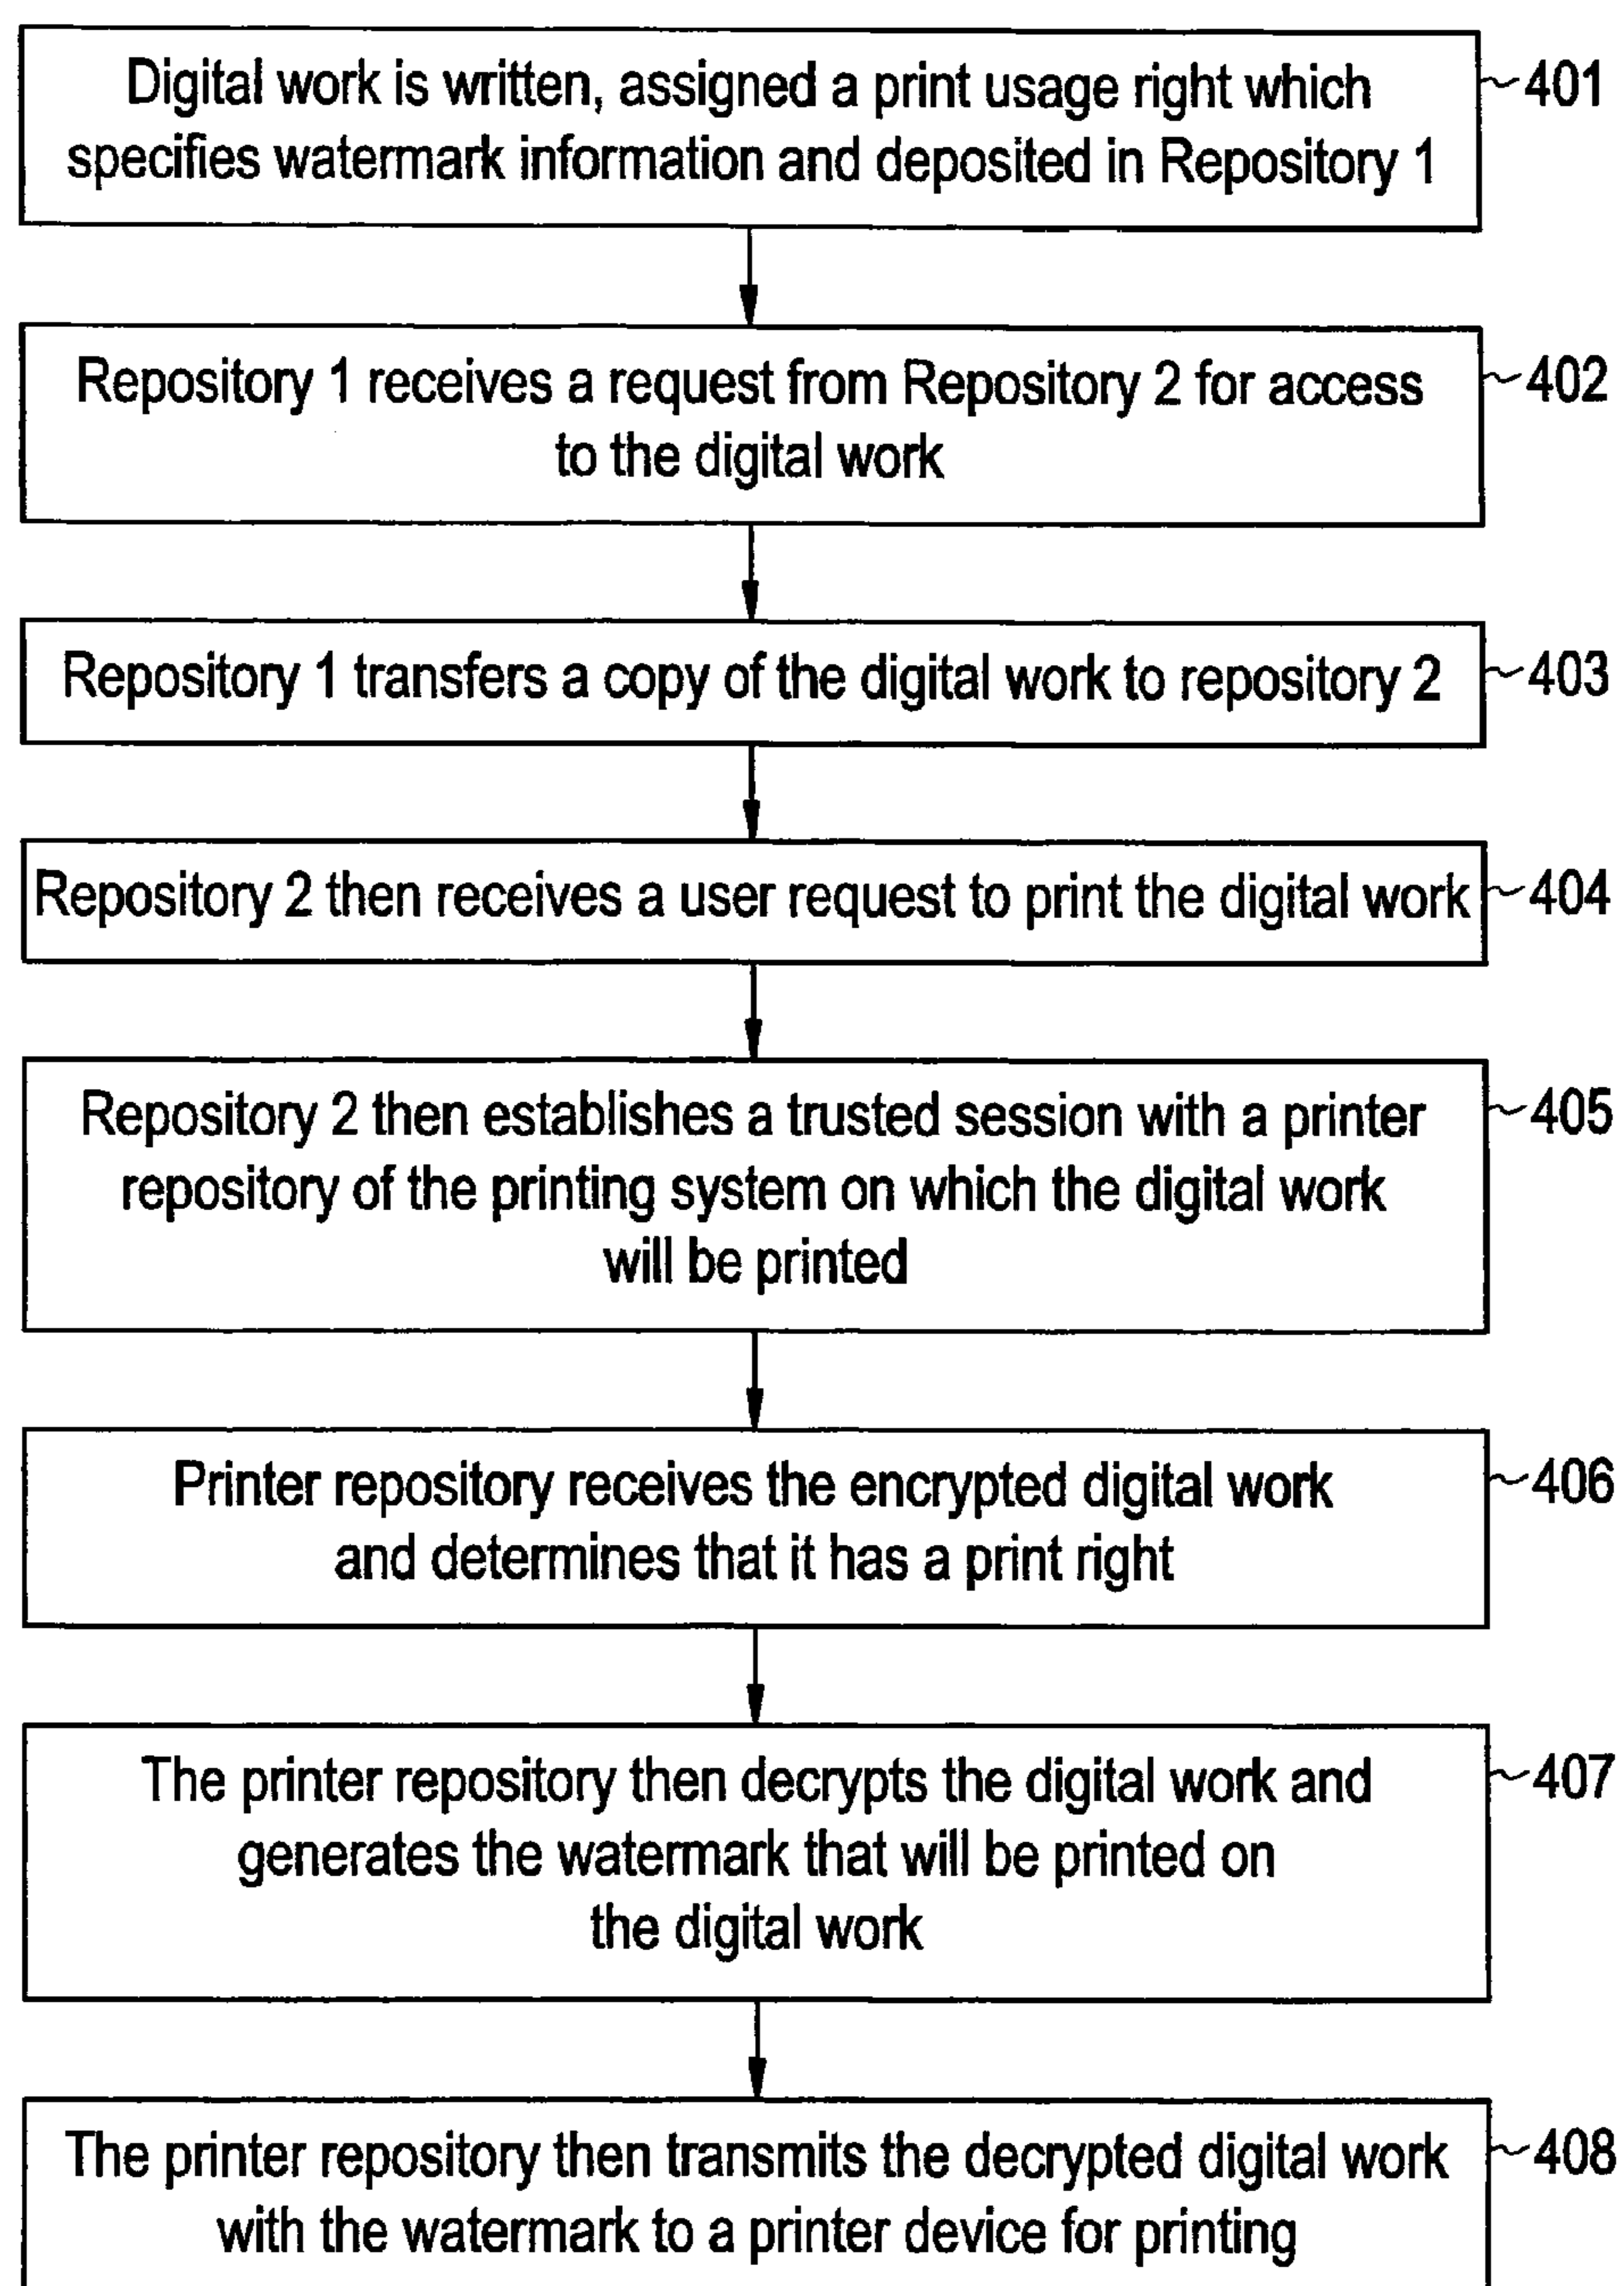 Digital work is written, assigned a print usage right which
specifies watermark information and deposited in Repository 1
401
Repository 1 receives a request from Repository 2 for access
to the digital work
402
Repository 1 transfers a copy of the digital work to repository 2
403
Repository 2 then receives a user request to print the digital work
404
Repository 2 then establishes a trusted session with a printer
repository of the printing system on which the digital work
will be printed
405
Printer repository receives the encrypted digital work
and determines that it has a print right
406
The printer repository then decrypts the digital work and
generates the watermark that will be printed on
the digital work
407
The printer repository then transmits the decrypted digital work
with the watermark to a printer device for printing
408